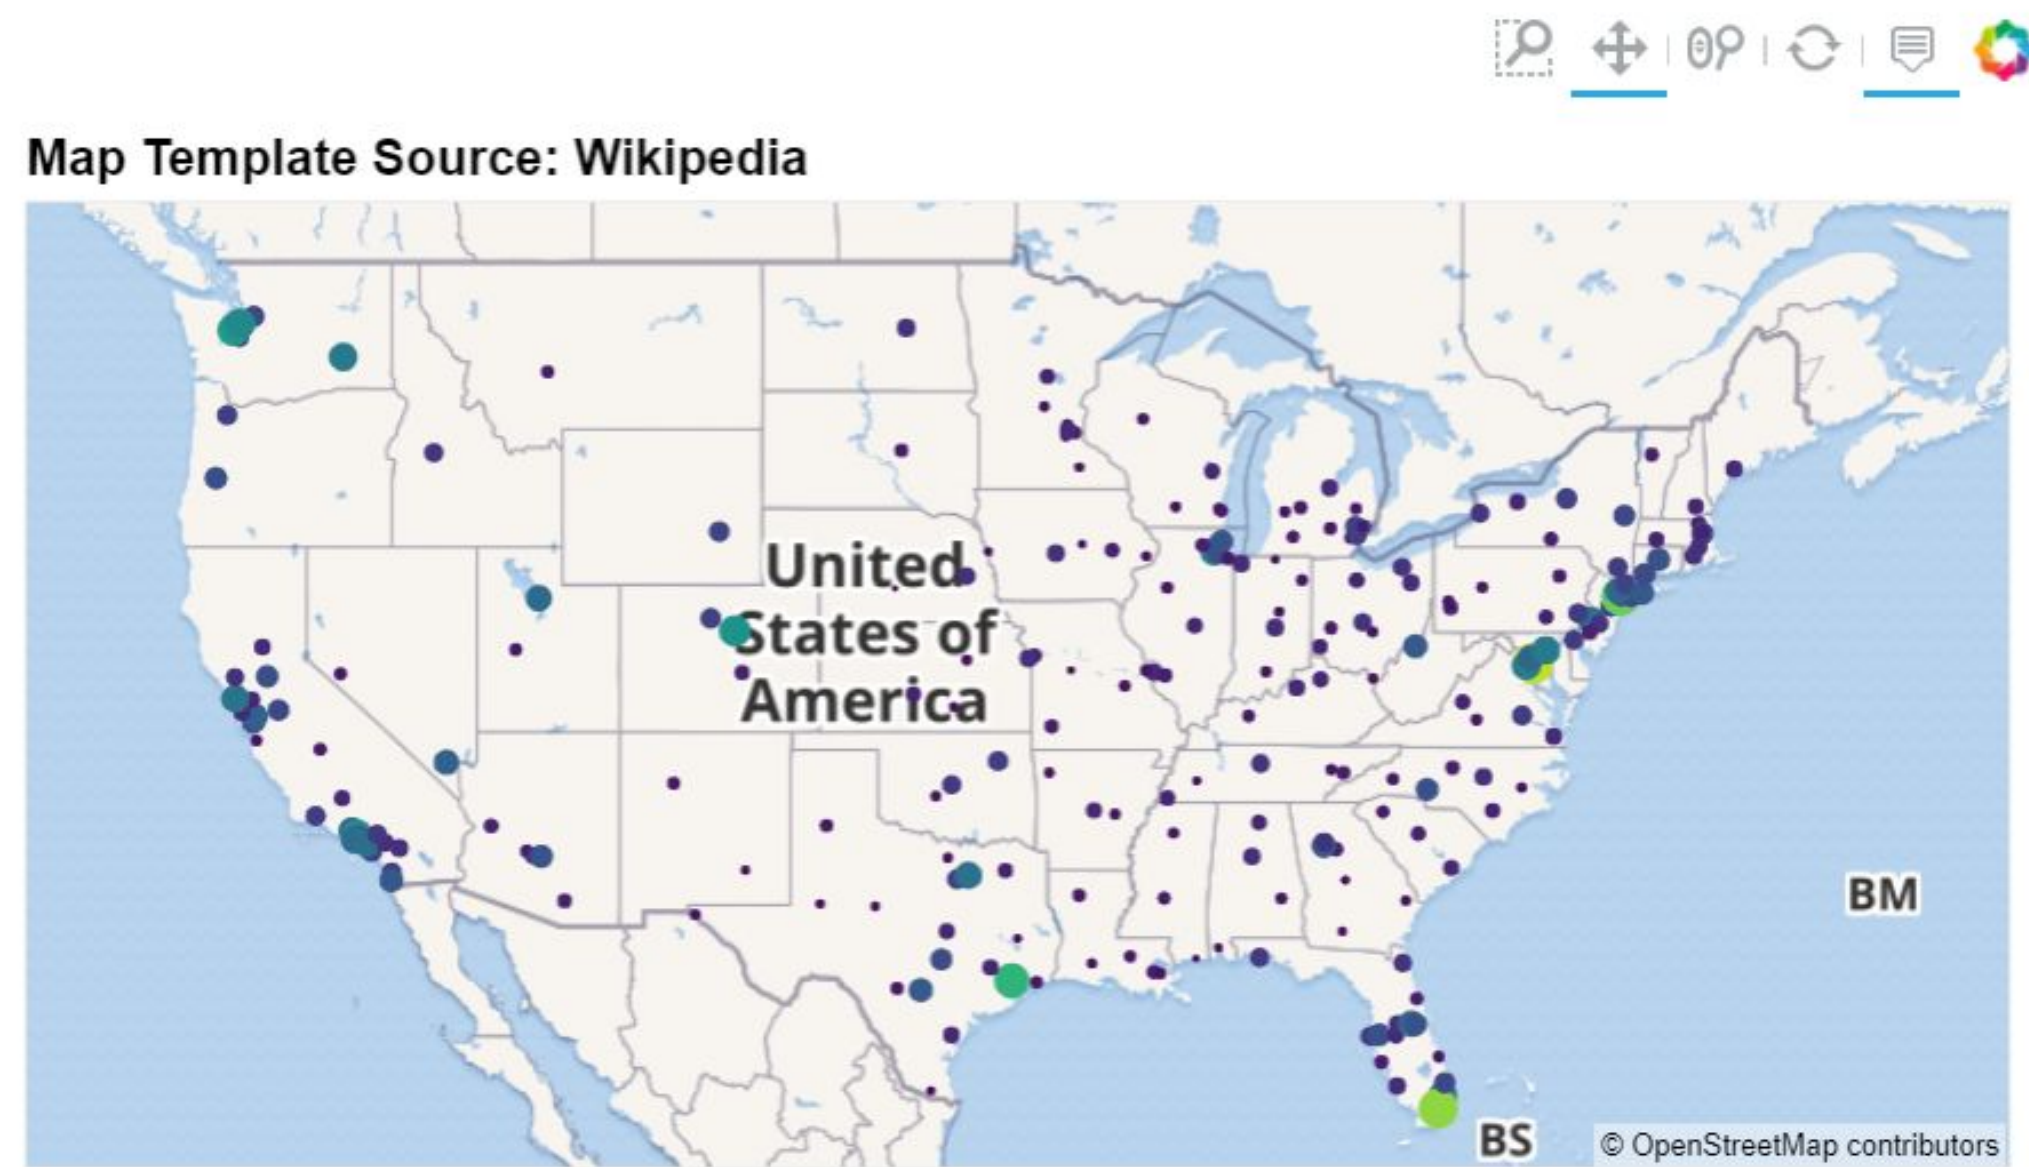 Map Template Source: Wikipedia
United
States of
America
BM
BS
© OpenStreetMap contributors